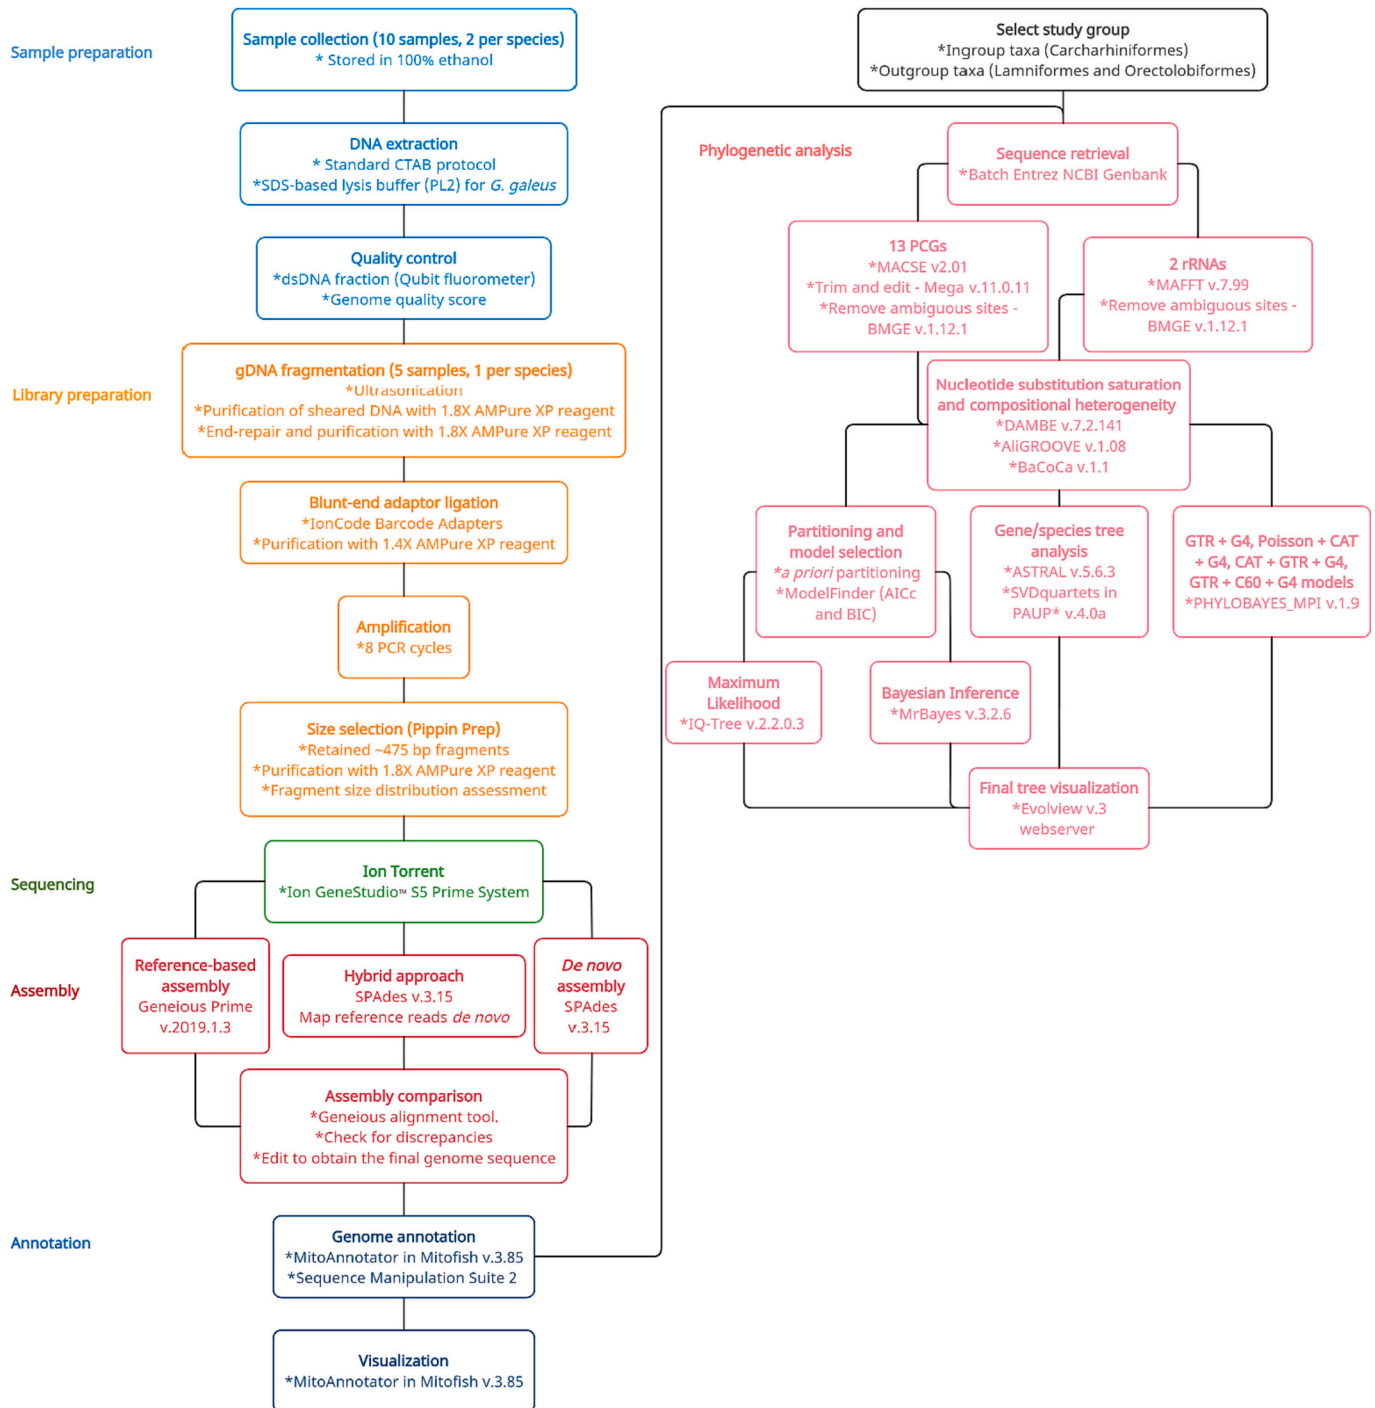 Sample preparation
Sample collection (10 samples, 2 per species)
* Stored in 100% ethanol
DNA extraction
* Standard CTAB protocol
*SDS-based lysis buffer (PL2) for G. galeus
Quality control
*dsDNA fraction (Qubit fluorometer)
*Genome quality score
Library preparation
gDNA fragmentation (5 samples, 1 per species)
*Ultrasonication
*Purification of sheared DNA with 1.8X AMPure XP reagent
*End-repair and purification with 1.8X AMPure XP reagent
Blunt-end adaptor ligation
*IonCode Barcode Adapters
*Purification with 1.4X AMPure XP reagent
Amplification
*8 PCR cycles
Size selection (Pippin Prep)
*Retained ~475 bp fragments
*Purification with 1.8X AMPure XP reagent
*Fragment size distribution assessment
Sequencing
Ion Torrent
*Ion GeneStudio™ S5 Prime System
Assembly
Reference-based
assembly
Geneious Prime
v.2019.1.3
Hybrid approach
SPAdes v.3.15
Map reference reads de novo
De novo
assembly
SPAdes
v.3.15
Assembly comparison
*Geneious alignment tool.
*Check for discrepancies
*Edit to obtain the final genome sequence
Annotation
Genome annotation
*MitoAnnotator in Mitofish v.3.85
*Sequence Manipulation Suite 2
Visualization
*MitoAnnotator in Mitofish v.3.85
Select study group
*Ingroup taxa (Carcharhiniformes)
*Outgroup taxa (Lamniformes and Orectolobiformes)
Phylogenetic analysis
Sequence retrieval
*Batch Entrez NCBI Genbank
13 PCGs
*MACSE v2.01
*Trim and edit - Mega v.11.0.11
*Remove ambiguous sites -
BMGE v.1.12.1
2 rRNAs
*MAFFT v.7.99
*Remove ambiguous sites -
BMGE v.1.12.1
Nucleotide substitution saturation
and compositional heterogeneity
*DAMBE v.7.2.141
*AliGROOVE v.1.08
*BaCoCa v.1.1
Partitioning and
model selection
*a priori partitioning
*ModelFinder (AICc
and BIC)
Gene/species tree
analysis
*ASTRAL v.5.6.3
*SVDquartets in
PAUP* v.4.0a
GTR + G4, Poisson + CAT
+ G4, CAT + GTR + G4,
GTR + C60 + G4 models
*PHYLOBAYES_MPI v.1.9
Maximum
Likelihood
*IQ-Tree v.2.2.0.3
Bayesian Inference
*MrBayes v.3.2.6
Final tree visualization
*Evolview v.3
webserver